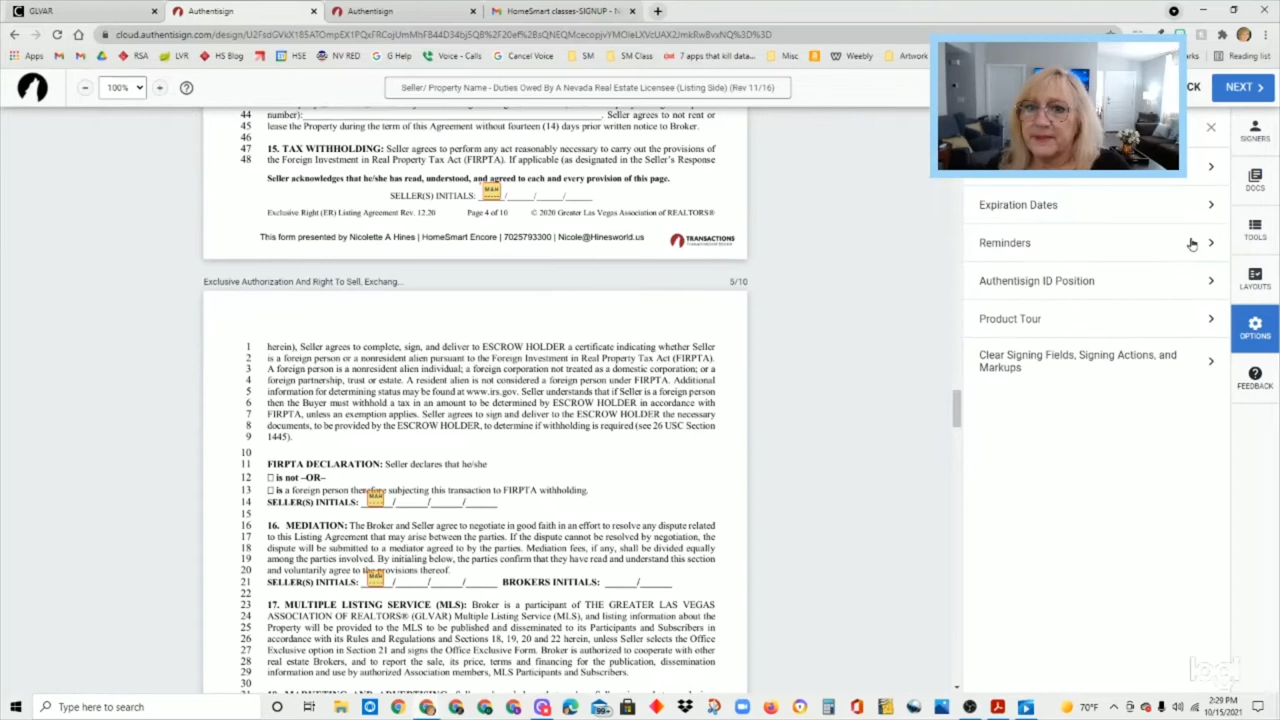 GLVAR
Authentisign
Authentisign
HomeSmart classes-SIGNUP - N
Apps
M
RSA
HS Blog
LVR
HSE
NV RED
G Help
Voice - Calls
Cancel Voice
SM
SM Class
7 apps that kill data...
Misc
Weebly
Artwork
Reading list
100%
Seller/ Property Name - Duties Owed By A Nevada Real Estate Licensee (Listing Side) (Rev 11/16)
CK
NEXT
44 number): Seller agrees to not rent or
45 lease the Property during the term of this Agreement without fourteen (14) days prior written notice to Broker.
46
47 15. TAX WITHHOLDING: Seller agrees to perform any act reasonably necessary to carry out the provisions of
48 the Foreign Investment in Real Property Tax Act (FIRPTA). If applicable (as designated in the Seller's Response
Seller acknowledges that he/she has read, understood, and agreed to each and every provision of this page.
SELLER(S) INITIALS: M&H /_____/_____/_____
Exclusive Right (ER) Listing Agreement Rev. 12.20 Page 4 of 10 © 2020 Greater Las Vegas Association of REALTORS®
This form presented by Nicolette A Hines | HomeSmart Encore | 7025793300 | Nicole@Hinesworld.us
TRANSACTIONS
Exclusive Authorization And Right To Sell, Exchang... 5/10
1 herein), Seller agrees to complete, sign, and deliver to ESCROW HOLDER a certificate indicating whether Seller
2 is a foreign person or a nonresident alien pursuant to the Foreign Investment in Real Property Tax Act (FIRPTA).
3 A foreign person is a nonresident alien individual; a foreign corporation not treated as a domestic corporation; or a
4 foreign partnership, trust or estate. A resident alien is not considered a foreign person under FIRPTA. Additional
5 information for determining status may be found at www.irs.gov. Seller understands that if Seller is a foreign person
6 then the Buyer must withhold a tax in an amount to be determined by ESCROW HOLDER in accordance with
7 FIRPTA, unless an exemption applies. Seller agrees to sign and deliver to the ESCROW HOLDER the necessary
8 documents, to be provided by the ESCROW HOLDER, to determine if withholding is required (see 26 USC Section
9 1445).
10
11 FIRPTA DECLARATION: Seller declares that he/she
12 □ is not –OR–
13 □ is a foreign person therefore subjecting this transaction to FIRPTA withholding.
14 SELLER(S) INITIALS: M&H /_____/_____/_____
15
16 16. MEDIATION: The Broker and Seller agree to negotiate in good faith in an effort to resolve any dispute related
17 to this Listing Agreement that may arise between the parties. If the dispute cannot be resolved by negotiation, the
18 dispute will be submitted to a mediator agreed to by the parties. Mediation fees, if any, shall be divided equally
19 among the parties involved. By initialing below, the parties confirm that they have read and understand this section
20 and voluntarily agree to the provisions thereof.
21 SELLER(S) INITIALS: M&H /_____/_____/_____ BROKERS INITIALS: _____/_____
22
23 17. MULTIPLE LISTING SERVICE (MLS): Broker is a participant of THE GREATER LAS VEGAS
24 ASSOCIATION OF REALTORS® (GLVAR) Multiple Listing Service (MLS), and listing information about the
25 Property will be provided to the MLS to be published and disseminated to its Participants and Subscribers in
26 accordance with its Rules and Regulations and Sections 18, 19, 20 and 22 herein, unless Seller selects the Office
27 Exclusive option in Section 21 and signs the Office Exclusive Form. Broker is authorized to cooperate with other
28 real estate Brokers, and to report the sale, its price, terms and financing for the publication, dissemination
29 information and use by authorized Association members, MLS Participants and Subscribers.
30
Expiration Dates
Reminders
Authentisign ID Position
Product Tour
Clear Signing Fields, Signing Actions, and
Markups
SIGNERS
DOCS
TOOLS
LAYOUTS
OPTIONS
FEEDBACK
Type here to search
99+
70°F
2:29 PM
10/15/2021